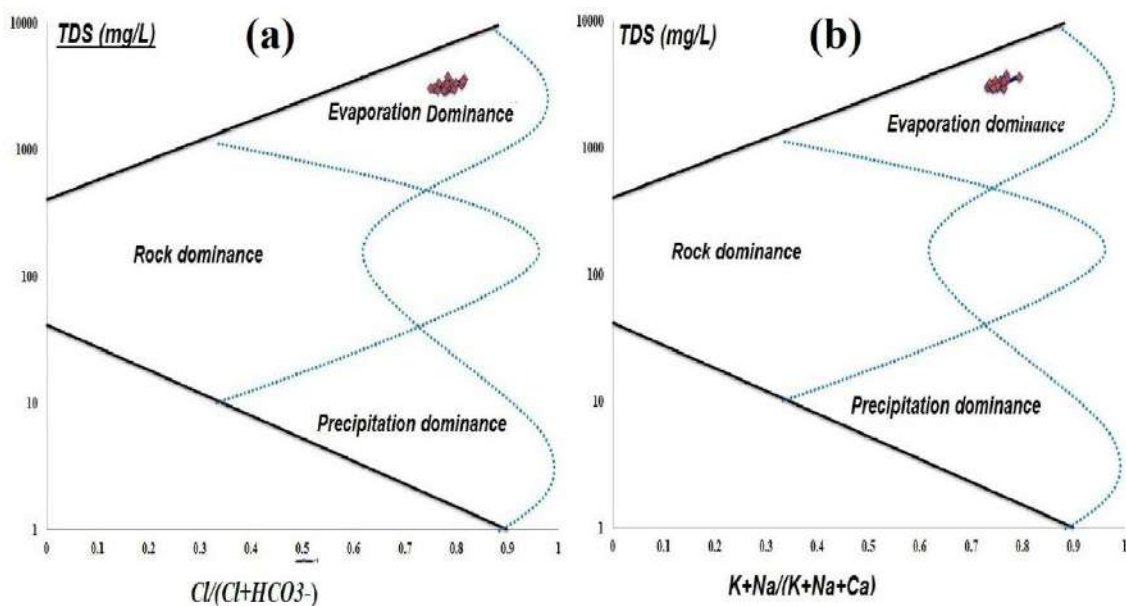 TDS (mg/L)
(a)
10000
1000
100
10
1
Evaporation Dominance
Rock dominance
Precipitation dominance
0 0.1 0.2 0.3 0.4 0.5 0.6 0.7 0.8 0.9 1
Cl/(Cl+HCO3-)
TDS (mg/L)
(b)
10000
1000
100
10
1
Evaporation dominance
Rock dominance
Precipitation dominance
0 0.1 0.2 0.3 0.4 0.5 0.6 0.7 0.8 0.9 1
K+Na/(K+Na+Ca)